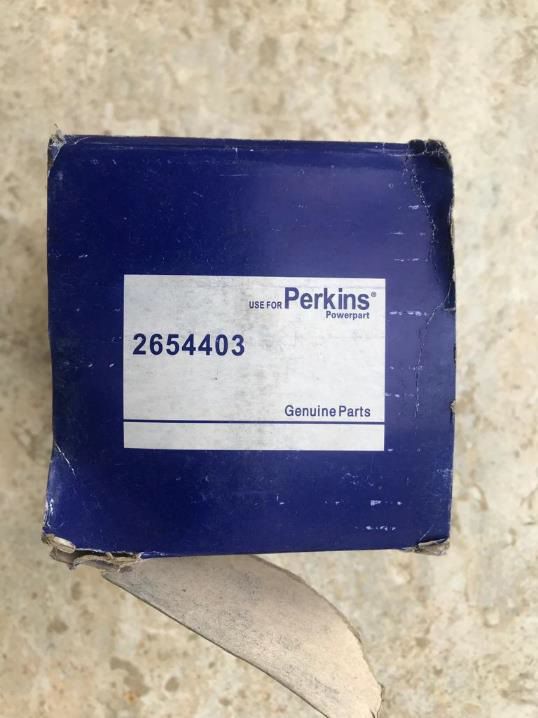 USE FOR Perkins®
Powerpart
2654403
Genuine Parts